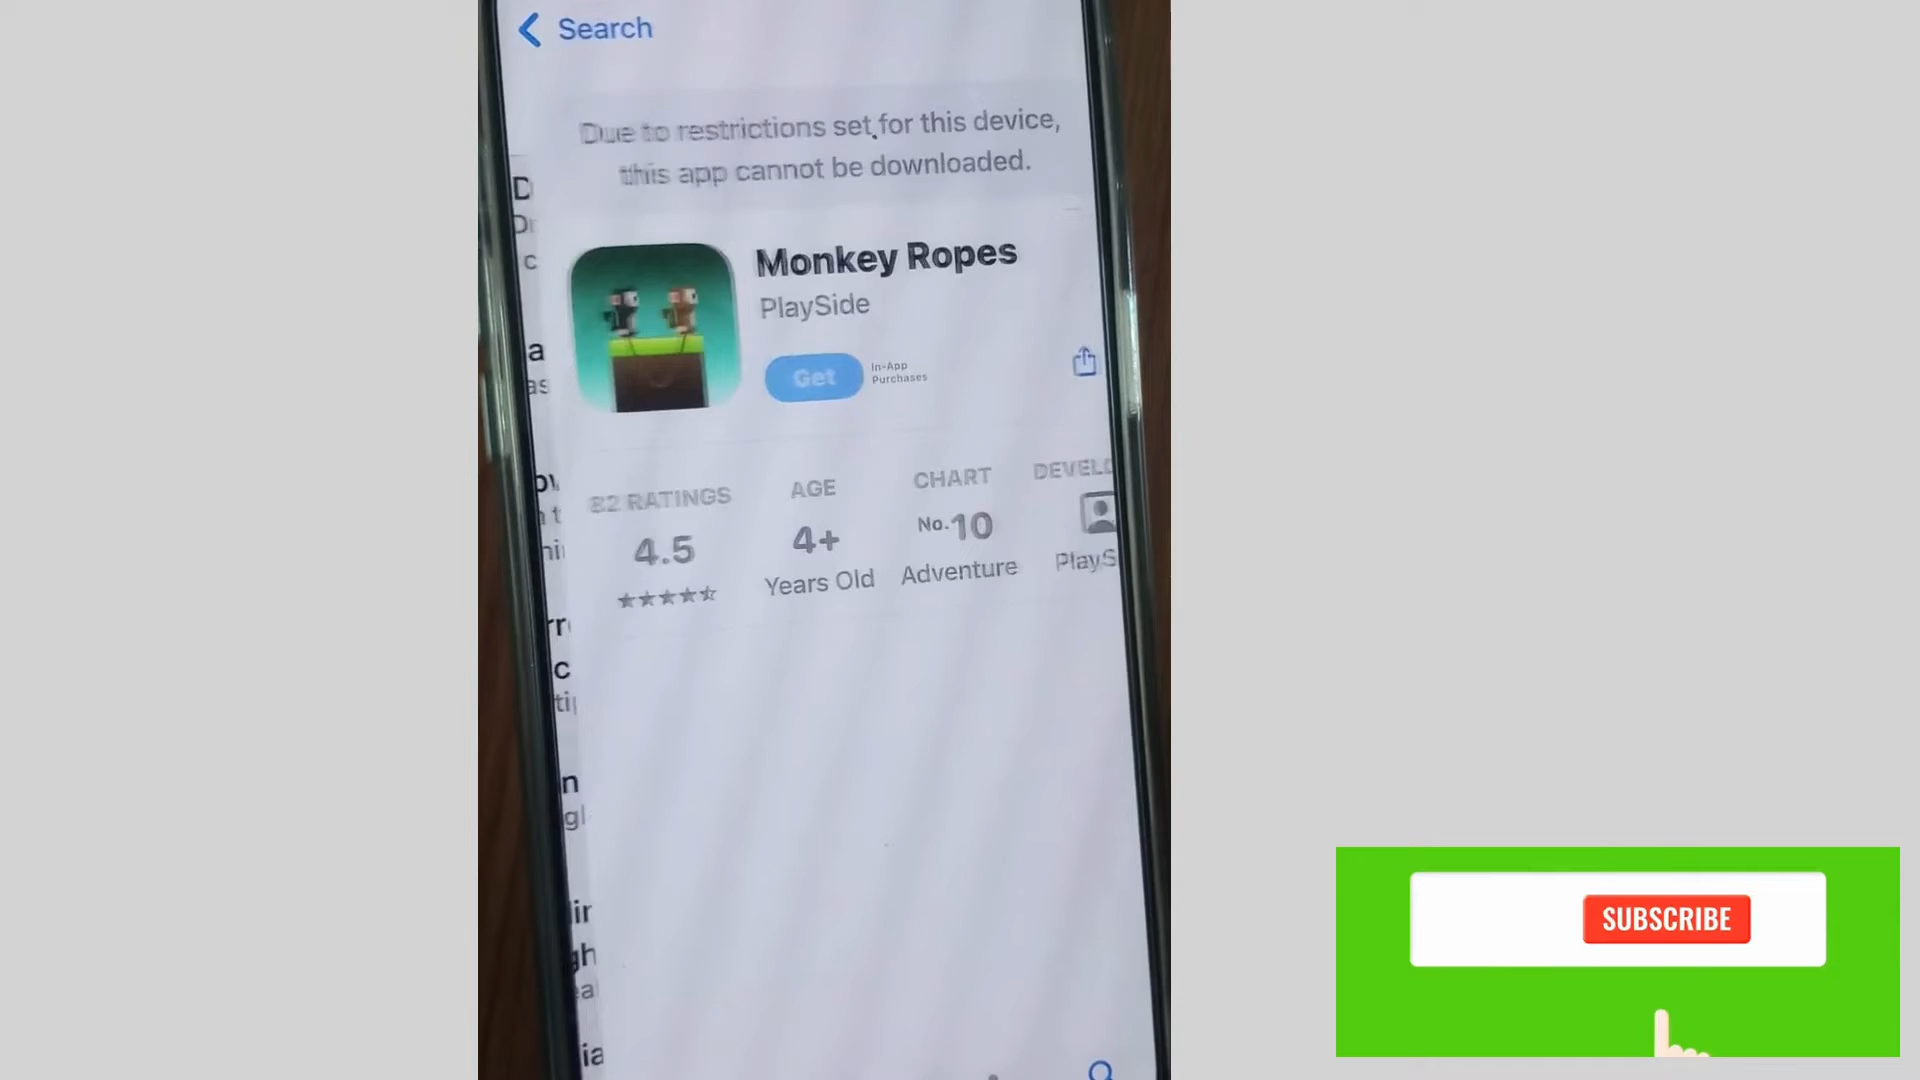 Search
Due to restrictions set for this device,
this app cannot be downloaded.
Monkey Ropes
PlaySide
Get
In-App
Purchases
82 RATINGS
4.5
AGE
4+
Years Old
CHART
No.10
Adventure
DEVELO
PlayS
SUBSCRIBE